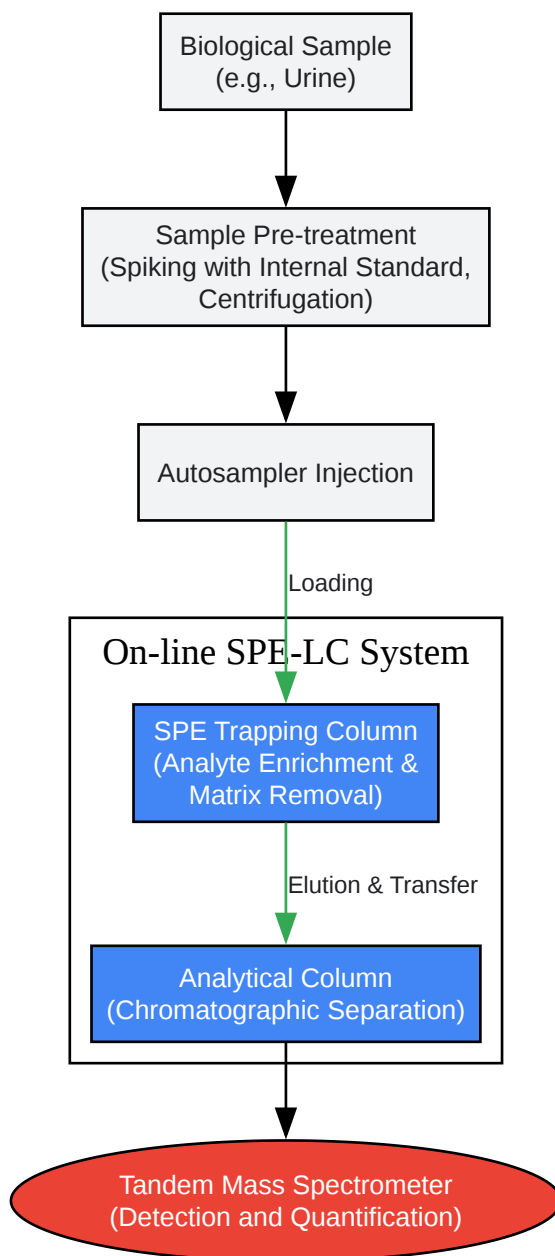 Biological Sample
(e.g., Urine)
Sample Pre-treatment
(Spiking with Internal Standard,
Centrifugation)
Autosampler Injection
Loading
On-line SPE-LC System
SPE Trapping Column
(Analyte Enrichment &
Matrix Removal)
Elution & Transfer
Analytical Column
(Chromatographic Separation)
Tandem Mass Spectrometer
(Detection and Quantification)